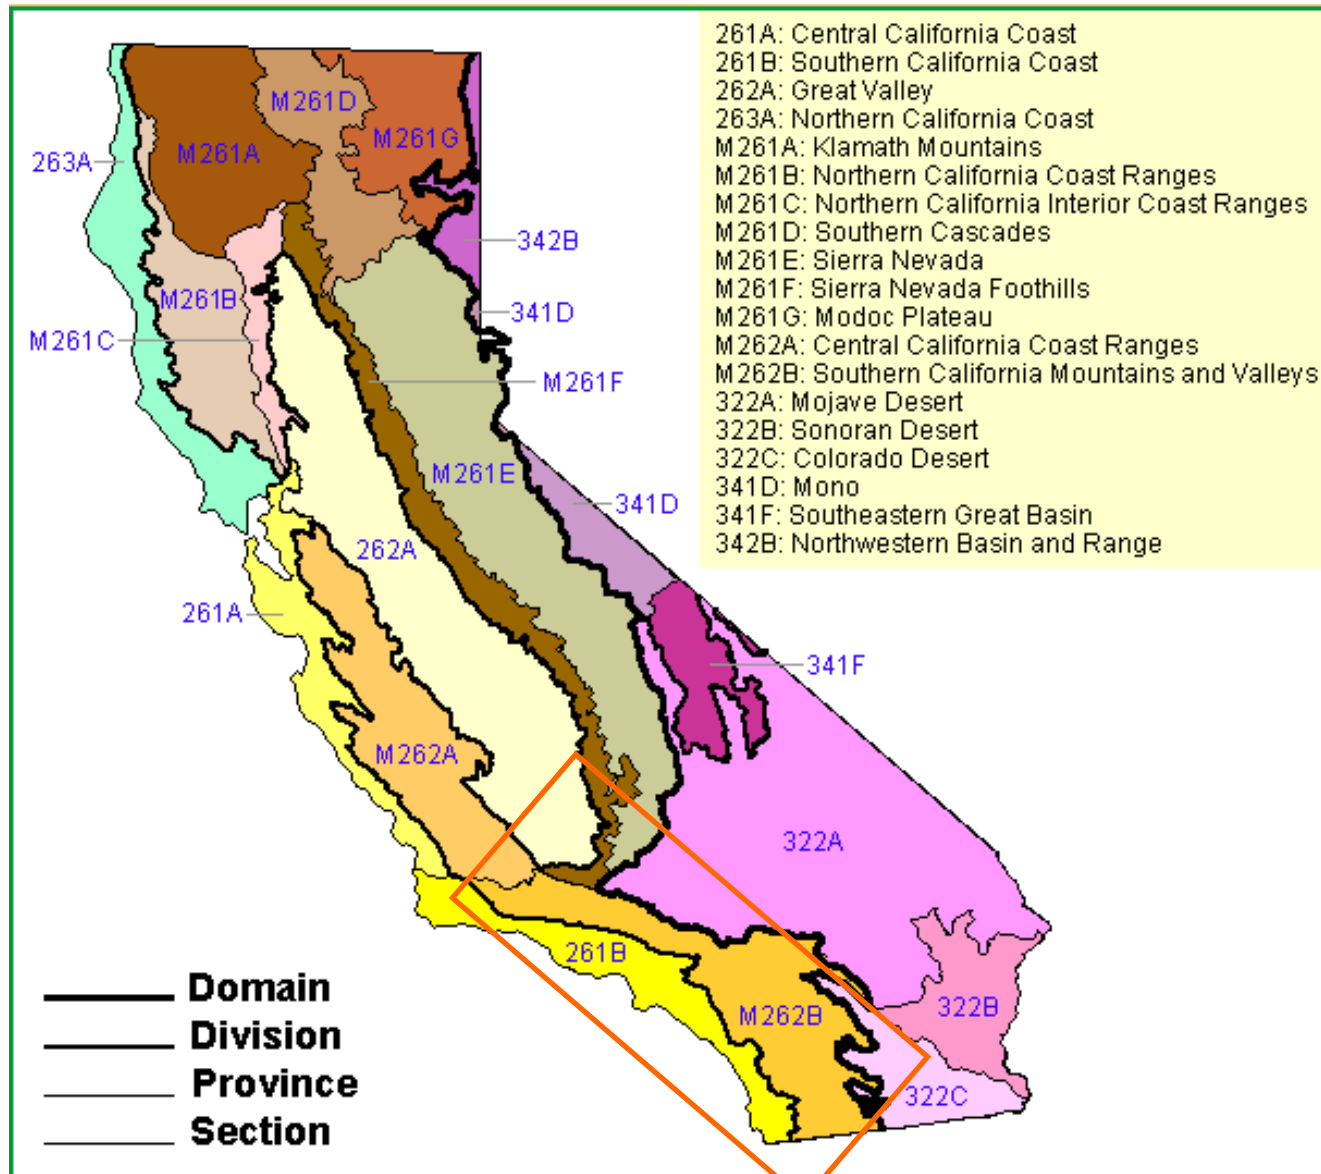 261A: Central California Coast
261B: Southern California Coast
262A: Great Valley
263A: Northern California Coast
M261A: Klamath Mountains
M261B: Northern California Coast Ranges
M261C: Northern California Interior Coast Ranges
M261D: Southern Cascades
M261E: Sierra Nevada
M261F: Sierra Nevada Foothills
M261G: Modoc Plateau
M262A: Central California Coast Ranges
M262B: Southern California Mountains and Valleys
322A: Mojave Desert
322B: Sonoran Desert
322C: Colorado Desert
341D: Mono
341F: Southeastern Great Basin
342B: Northwestern Basin and Range
M261D
M261G
M261A
263A
342B
M261B
341D
M261C
M261F
M261E
341D
262A
261A
341F
M262A
322A
261B
322B
M262B
322C
Domain
Division
Province
Section